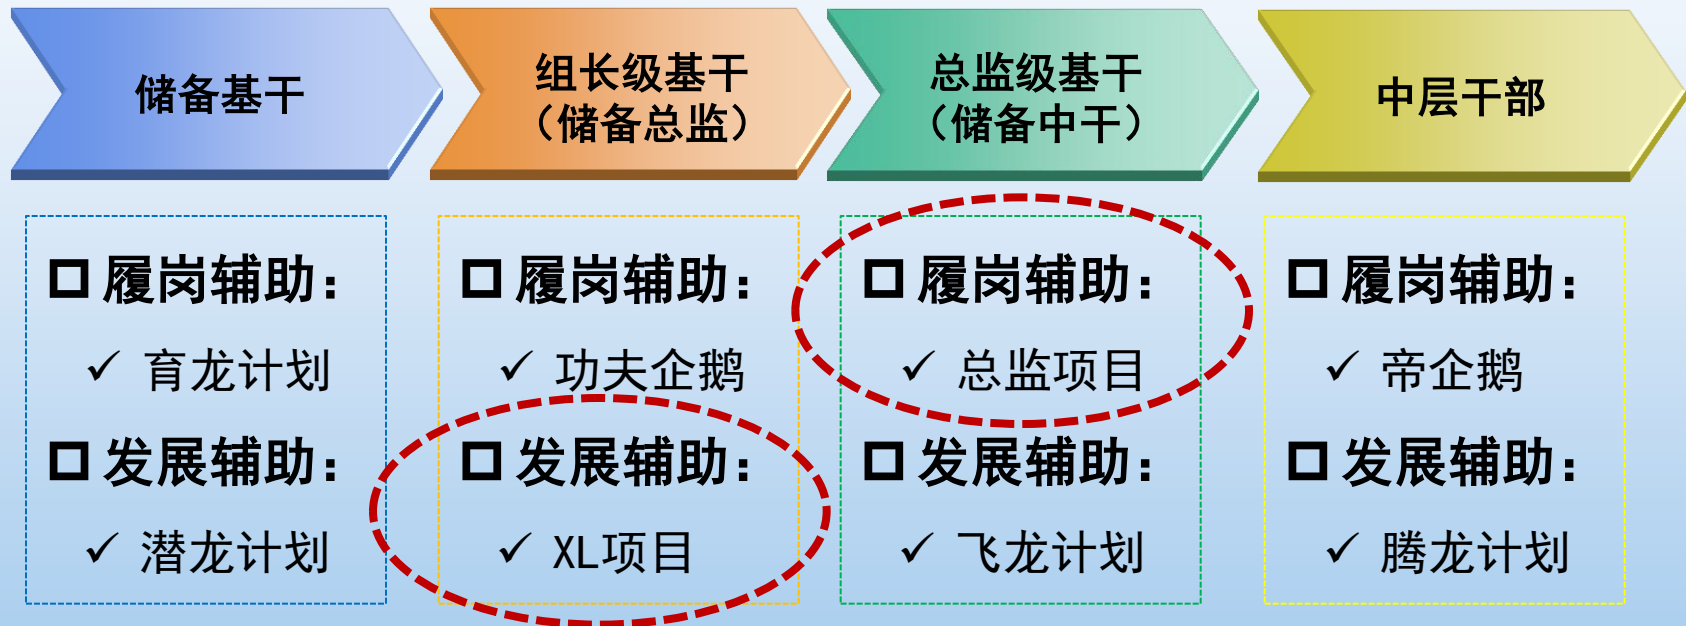 储备基干
组长级基干
（储备总监）
总监级基干
（储备中干）
中层干部
履岗辅助：
育龙计划
发展辅助：
潜龙计划
履岗辅助：
功夫企鹅
发展辅助：
XL项目
履岗辅助：
总监项目
发展辅助：
飞龙计划
履岗辅助：
帝企鹅
发展辅助：
腾龙计划